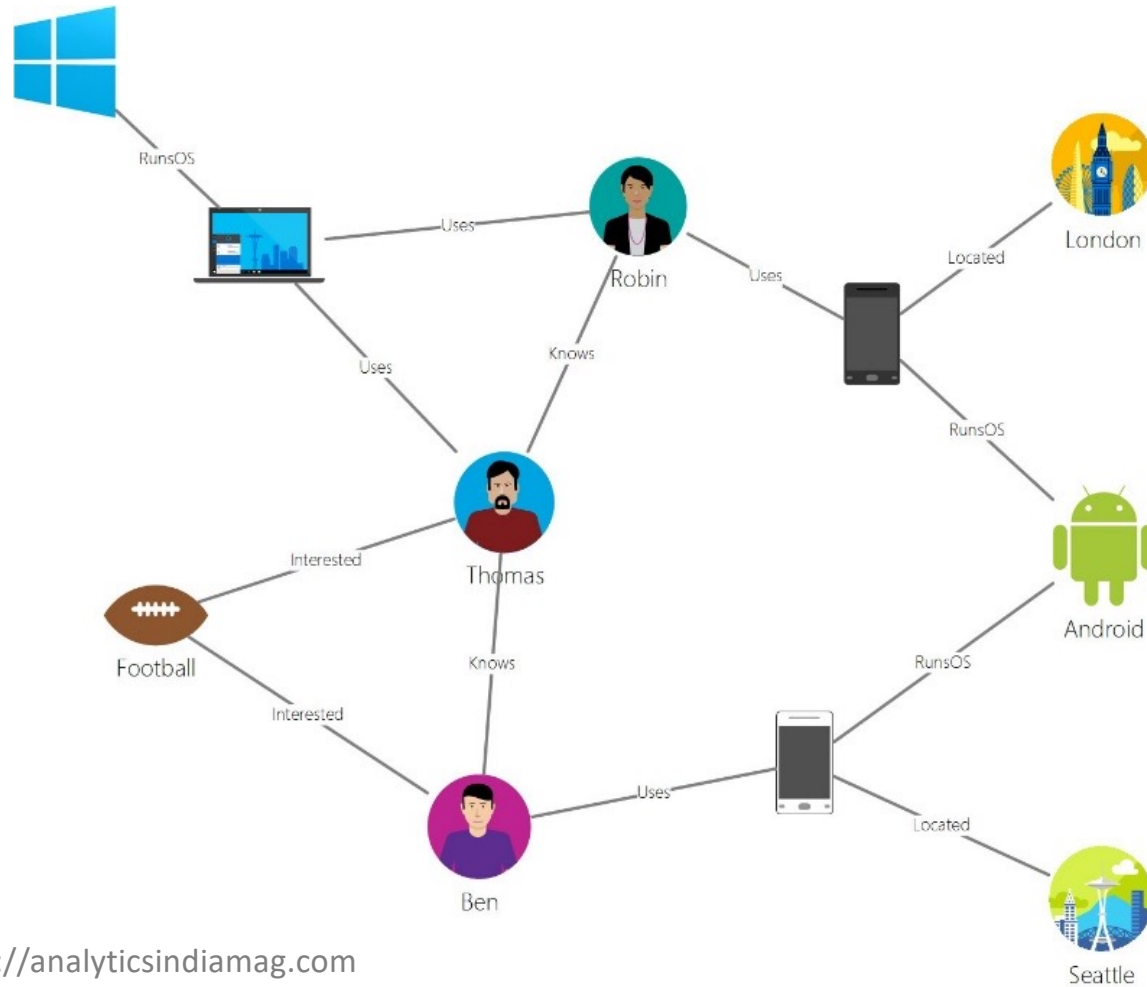 RunsOS
Uses
Robin
London
Located
Uses
Knows
Uses
RunsOS
Interested
Thomas
Android
Football
Knows
RunsOS
Interested
Uses
Located
Ben
://analyticsindiamag.com
Seattle